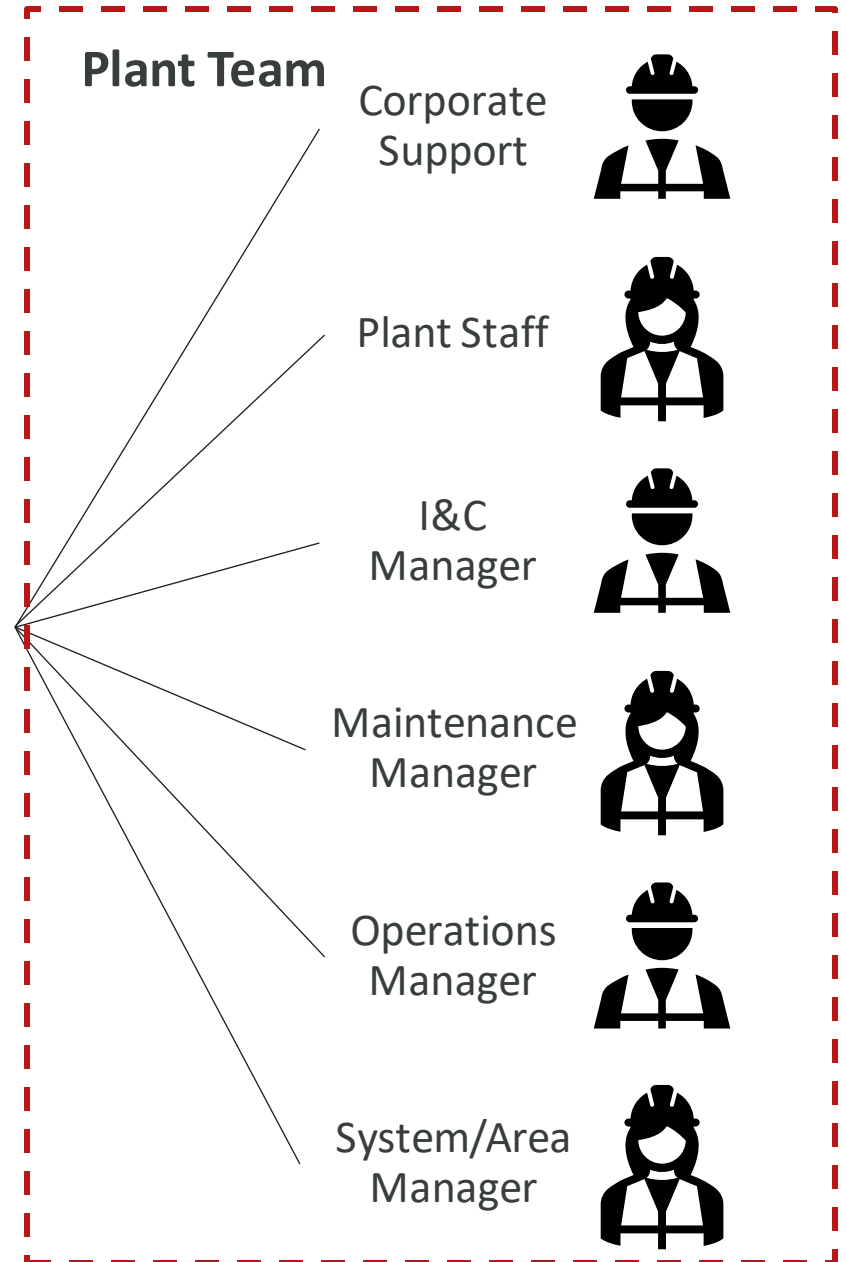 Plant Team
Corporate
Support
Plant Staff
I&C
Manager
Maintenance
Manager
Operations
Manager
System/Area
Manager